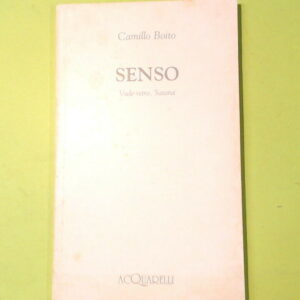 Camillo Boito
SENSO
Vade retro, Satana
ACQUARELLI